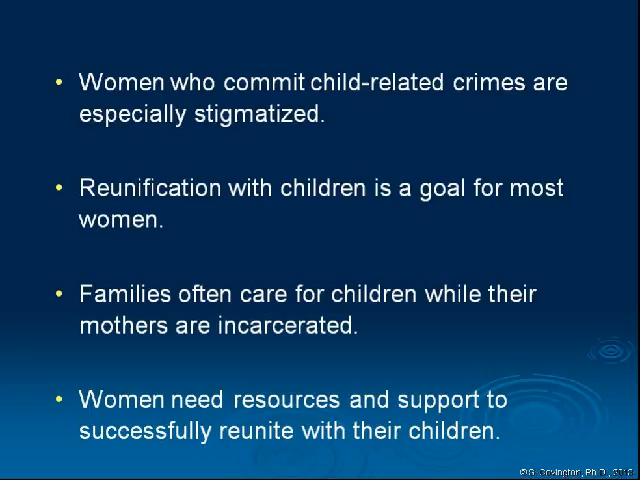 • Women who commit child-related crimes are
especially stigmatized.
• Reunification with children is a goal for most
women.
• Families often care for children while their
mothers are incarcerated.
• Women need resources and support to
successfully reunite with their children.
© S. Covington, Ph.D.,